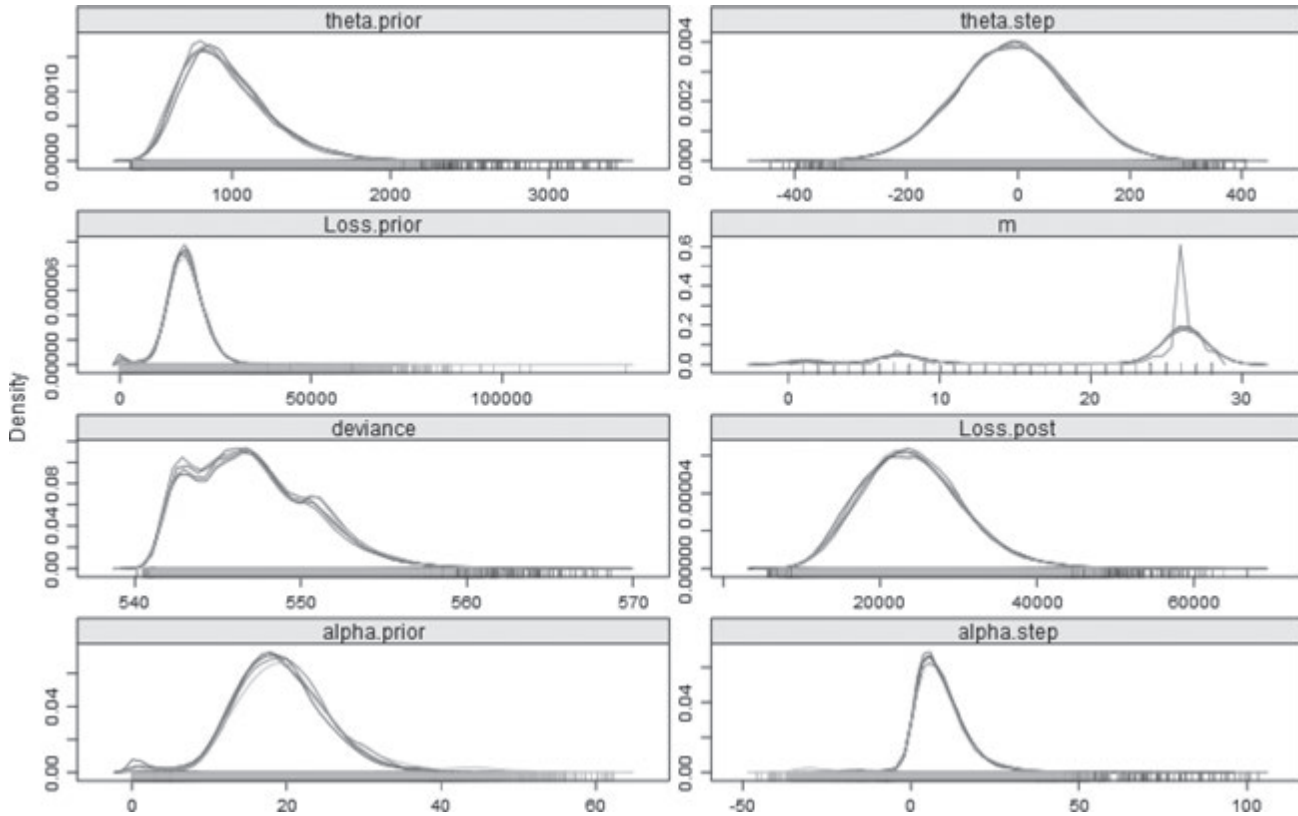 theta.prior
0.0000 0.0010
1000 2000 3000
theta.step
0.000 0.002 0.004
-400 -200 0 200 400
Loss.prior
0.00000 0.00006
0 50000 100000
m
0.0 0.2 0.4 0.6
0 10 20 30
Density
deviance
0.00 0.04 0.08
540 550 560 570
Loss.post
0.00000 0.00004
20000 40000 60000
alpha.prior
0.00 0.04
0 20 40 60
alpha.step
0.00 0.04
-50 0 50 100